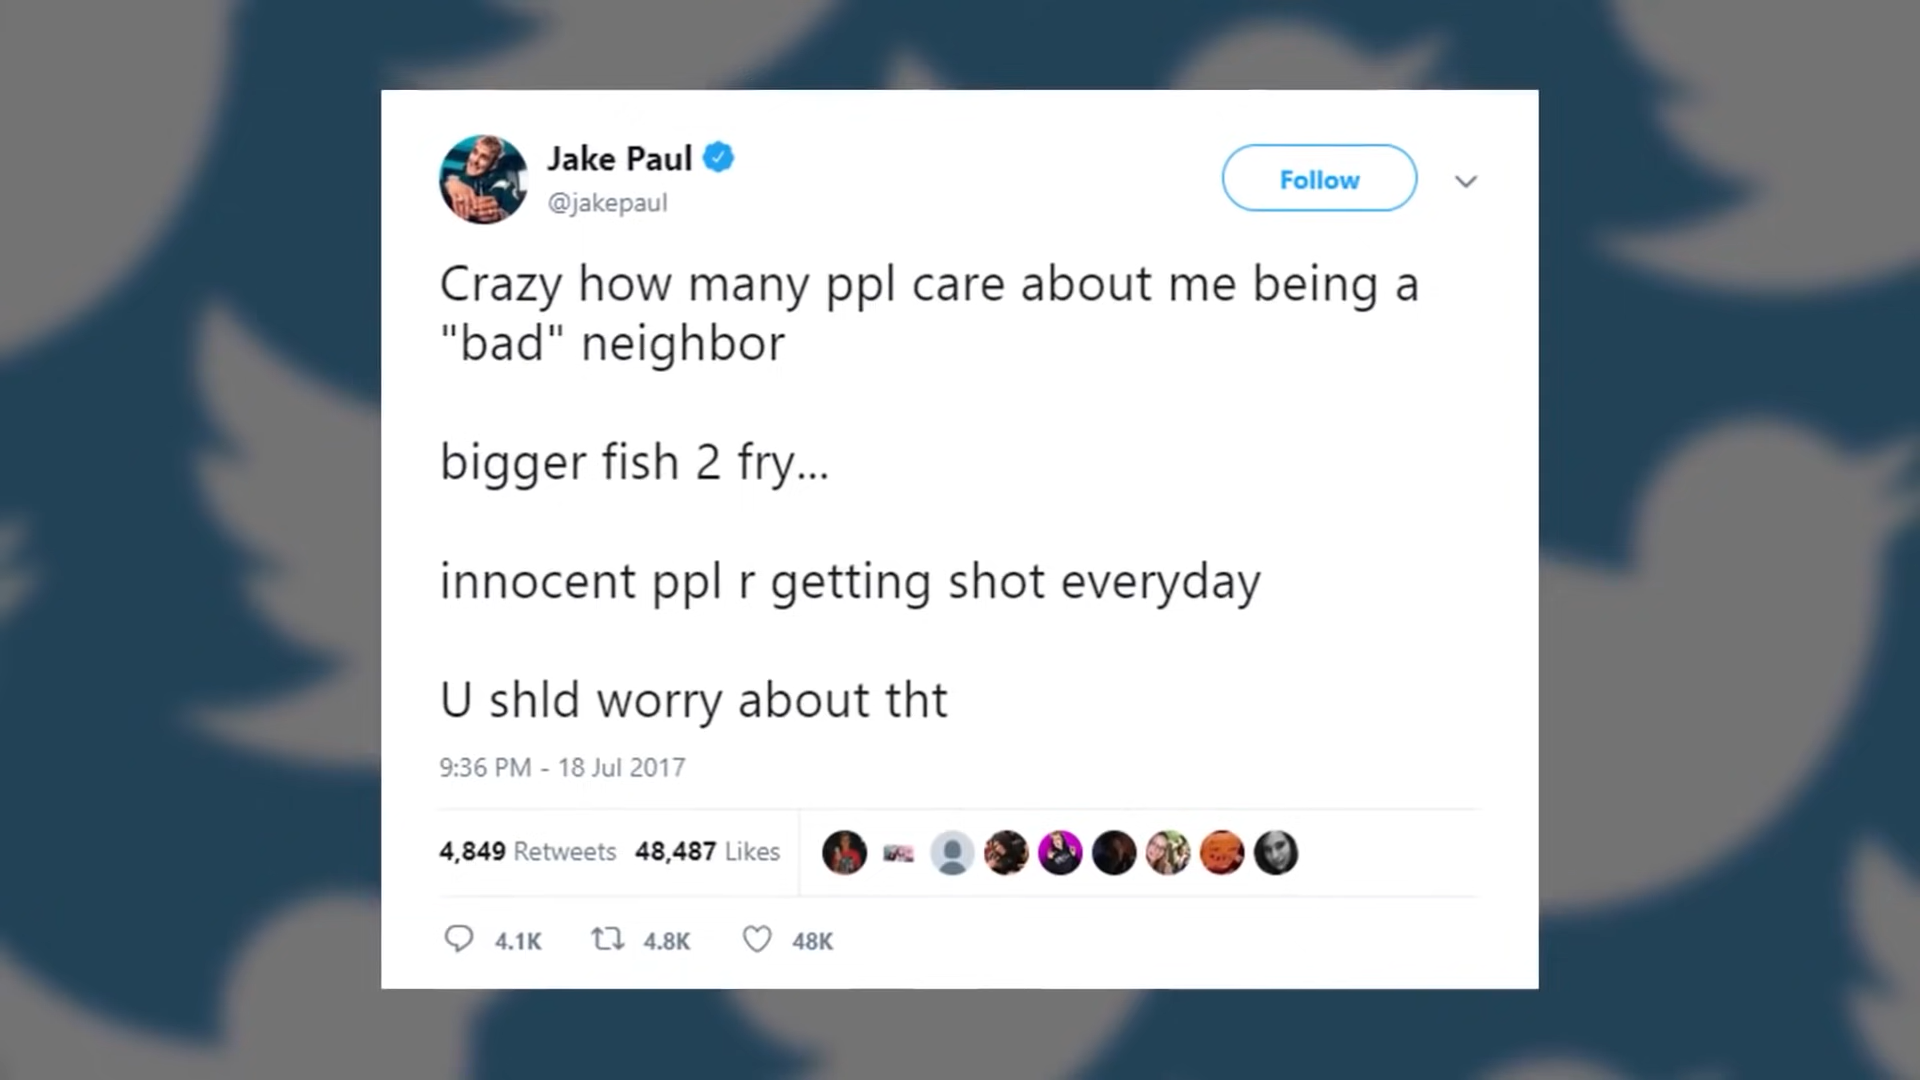 Jake Paul
@jakepaul
Follow
Crazy how many ppl care about me being a
"bad" neighbor
bigger fish 2 fry...
innocent ppl r getting shot everyday
U shld worry about tht
9:36 PM - 18 Jul 2017
4,849 Retweets 48,487 Likes
4.1K 4.8K 48K